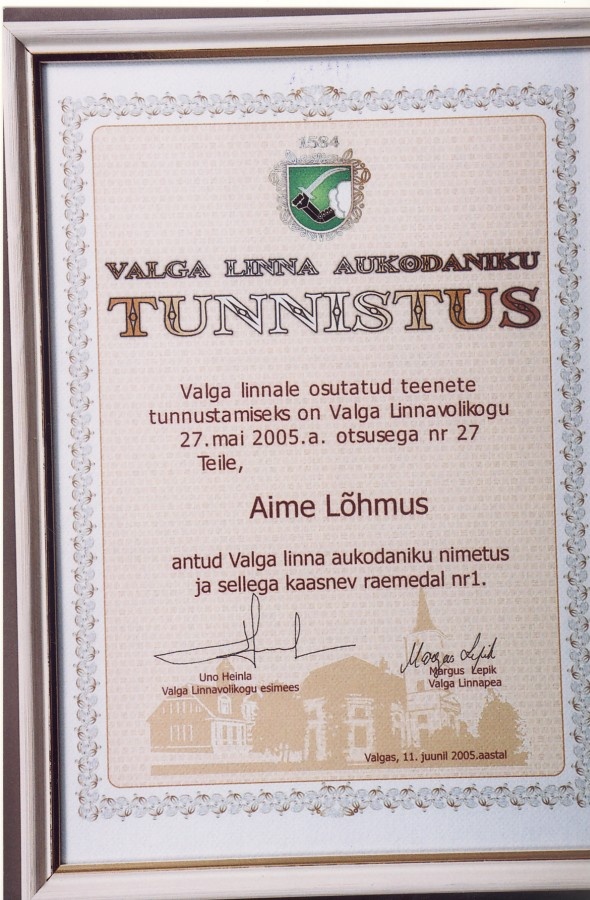 1584
VALGA LINNA AUKODANIKU
TUNNISTUS
Valga linnale osutatud teenete
tunnustamiseks on Valga Linnavolikogu
27.mai 2005.a. otsusega nr 27
Teile,
Aime Lõhmus
antud Valga linna aukodaniku nimetus
ja sellega kaasnev raemedal nr1.
Margus Lepik
Uno Heinla
Valga Linnavolikogu esimees
Margus Lepik
Valga Linnapea
Valgas, 11. juunil 2005.aastal